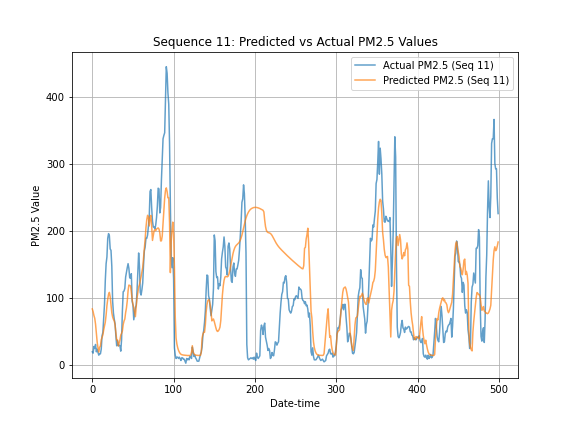 Sequence 11: Predicted vs Actual PM2.5 Values
Actual PM2.5 (Seq 11)
Predicted PM2.5 (Seq 11)
PM2.5 Value
400
300
200
100
0
0 100 200 300 400 500
Date-time